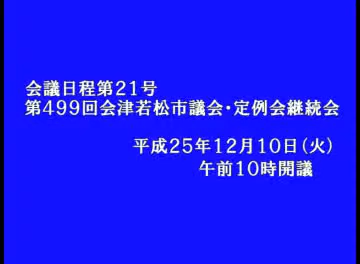 会議日程第21号
第499回会津若松市議会・定例会継続会
平成25年12月10日(火)
午前10時開議